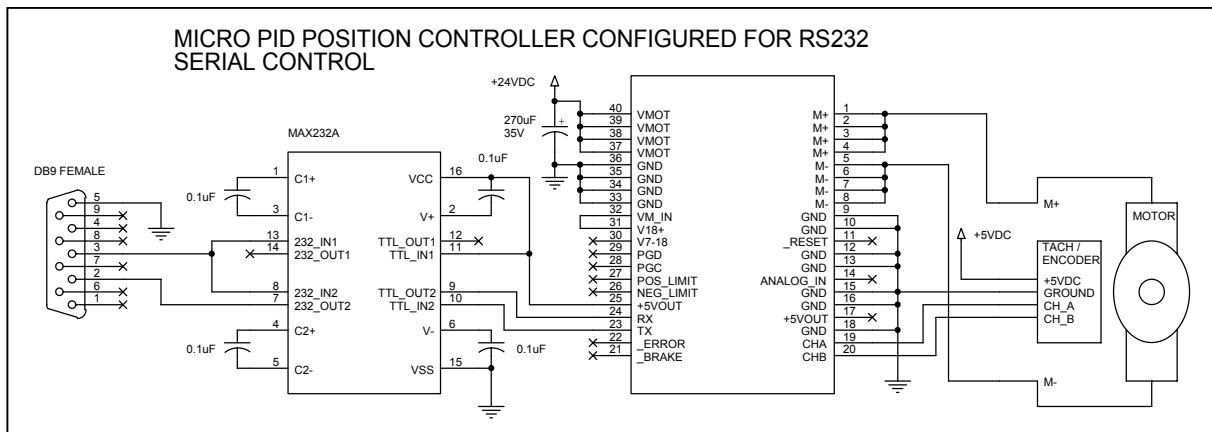 MICRO PID POSITION CONTROLLER CONFIGURED FOR RS232
SERIAL CONTROL
DB9 FEMALE
5
9
4
8
3
7
2
6
1
0.1uF
0.1uF
MAX232A
1 C1+
3 C1-
13 232_IN1
14 232_OUT1
8 232_IN2
7 232_OUT2
4 C2+
5 C2-
VCC 16
V+ 2
TTL_OUT1 12
TTL_IN1 11
TTL_OUT2 9
TTL_IN2 10
V- 6
VSS 15
0.1uF
0.1uF
+24VDC
270uF
35V
+
40 VMOT
39 VMOT
38 VMOT
37 VMOT
36 GND
35 GND
34 GND
33 GND
32 VM_IN
31 V18+
30 V7-18
29 PGD
28 PGC
27 POS_LIMIT
26 NEG_LIMIT
25 +5VOUT
24 RX
23 TX
22 _ERROR
21 _BRAKE
M+ 1
M+ 2
M+ 3
M+ 4
M- 5
M- 6
M- 7
M- 8
GND 9
GND 10
_RESET 11
GND 12
GND 13
ANALOG_IN 14
GND 15
GND 16
+5VOUT 17
GND 18
CHA 19
CHB 20
+5VDC
M+
MOTOR
TACH /
ENCODER
+5VDC
GROUND
CH_A
CH_B
M-